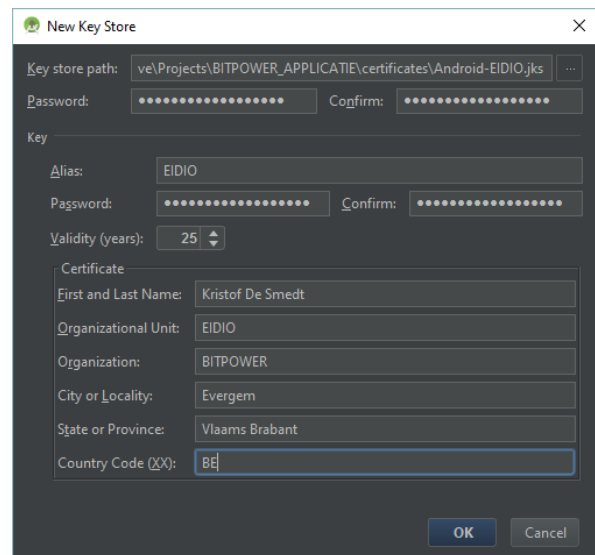 New Key Store
Key store path: ve\Projects\BITPOWER_APPLICATIE\certificates\Android-EIDIO.jks ...
Password: •••••••••••••••••• Confirm: ••••••••••••••••••
Key
Alias: EIDIO
Password: •••••••••••••••••• Confirm: ••••••••••••••••••
Validity (years): 25
Certificate
First and Last Name: Kristof De Smedt
Organizational Unit: EIDIO
Organization: BITPOWER
City or Locality: Evergem
State or Province: Vlaams Brabant
Country Code (XX): BE
OK Cancel